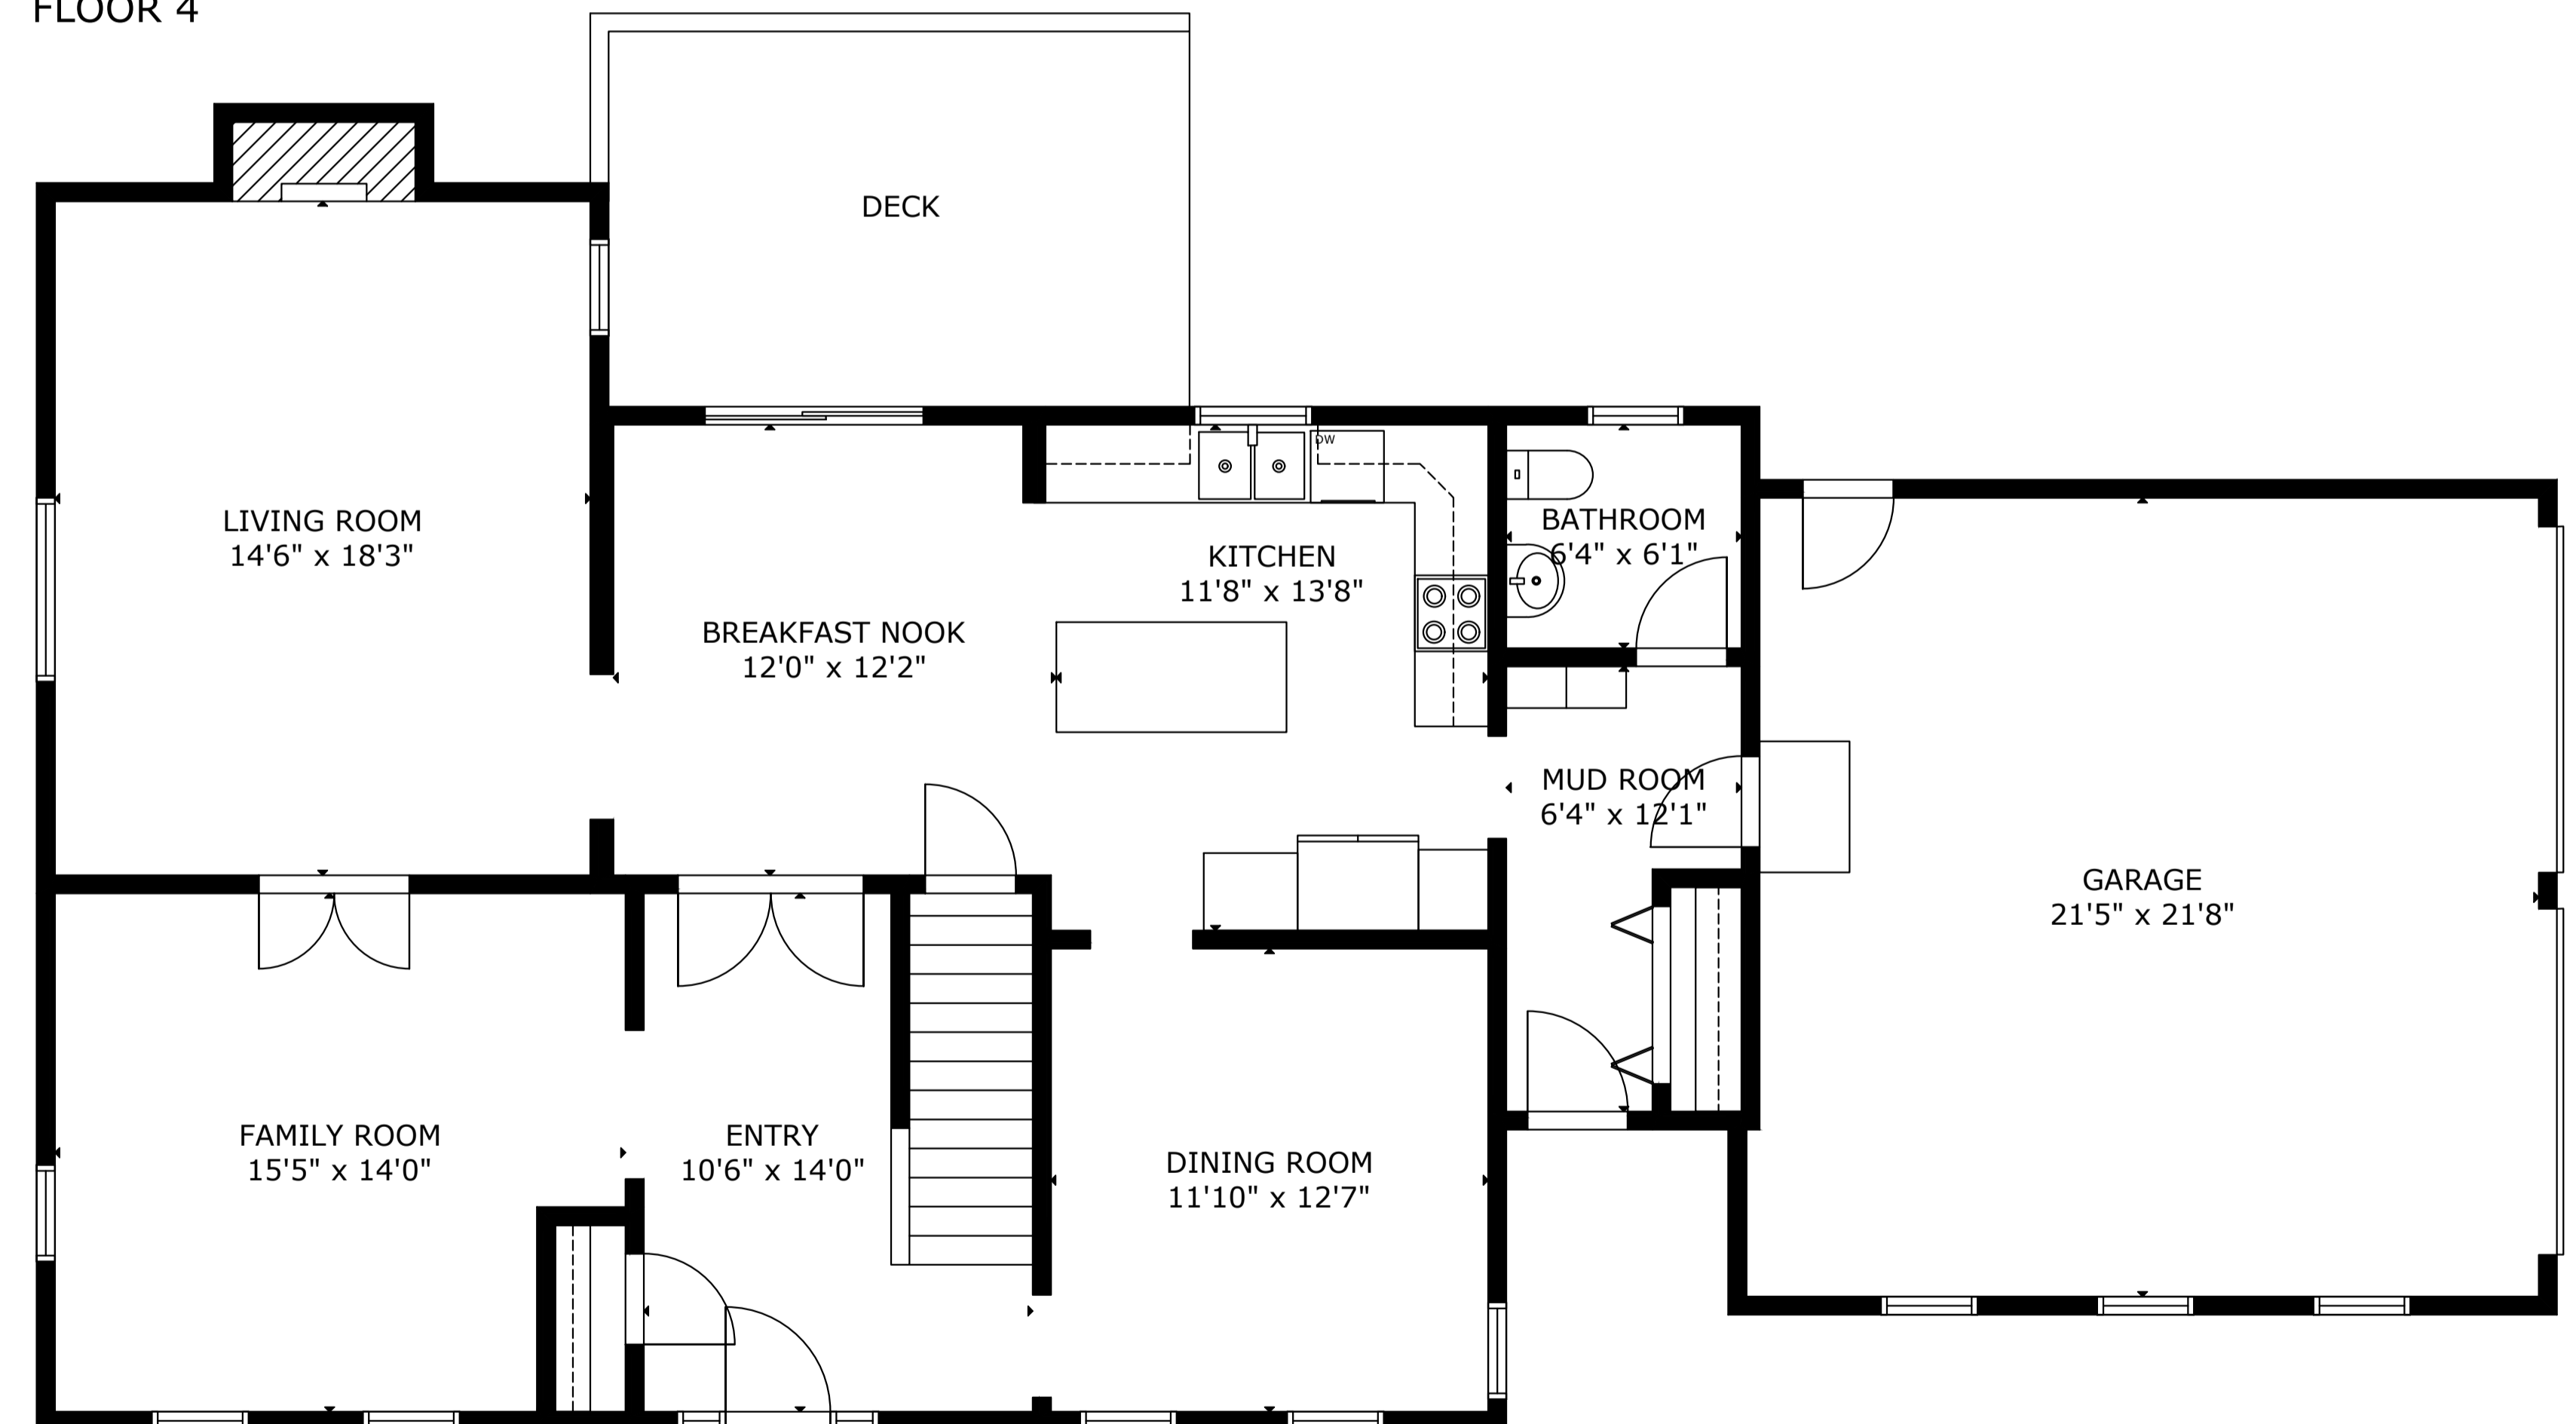 FLOOR 4
DECK
LIVING ROOM
14'6" x 18'3"
DW
BATHROOM
6'4" x 6'1"
KITCHEN
11'8" x 13'8"
BREAKFAST NOOK
12'0" x 12'2"
MUD ROOM
6'4" x 12'1"
GARAGE
21'5" x 21'8"
FAMILY ROOM
15'5" x 14'0"
ENTRY
10'6" x 14'0"
DINING ROOM
11'10" x 12'7"